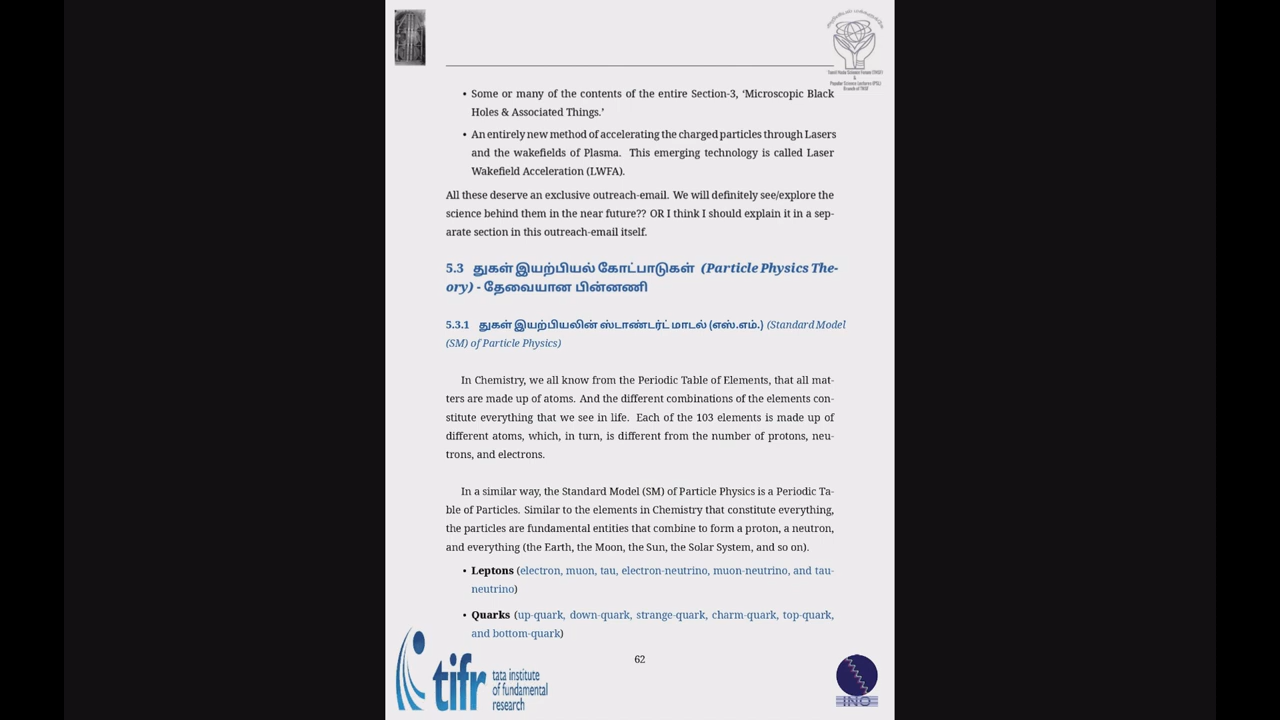 Tamil Nadu Science Forum (TNSF)
&
Popular Science Lectures (PSL)
Branch of TNSF
• Some or many of the contents of the entire Section-3, ‘Microscopic Black
Holes & Associated Things.’
• An entirely new method of accelerating the charged particles through Lasers
and the wakefields of Plasma. This emerging technology is called Laser
Wakefield Acceleration (LWFA).
All these deserve an exclusive outreach-email. We will definitely see/explore the
science behind them in the near future?? OR I think I should explain it in a sep-
arate section in this outreach-email itself.
5.3 துகள் இயற்பியல் கோட்பாடுகள் (Particle Physics The-
ory) - தேவையான பின்னணி
5.3.1 துகள் இயற்பியலின் ஸ்டாண்டர்ட் மாடல் (எஸ்.எம்.) (Standard Model
(SM) of Particle Physics)
In Chemistry, we all know from the Periodic Table of Elements, that all mat-
ters are made up of atoms. And the different combinations of the elements con-
stitute everything that we see in life. Each of the 103 elements is made up of
different atoms, which, in turn, is different from the number of protons, neu-
trons, and electrons.
In a similar way, the Standard Model (SM) of Particle Physics is a Periodic Ta-
ble of Particles. Similar to the elements in Chemistry that constitute everything,
the particles are fundamental entities that combine to form a proton, a neutron,
and everything (the Earth, the Moon, the Sun, the Solar System, and so on).
• Leptons (electron, muon, tau, electron-neutrino, muon-neutrino, and tau-
neutrino)
• Quarks (up-quark, down-quark, strange-quark, charm-quark, top-quark,
and bottom-quark)
62
tifr tata institute
of fundamental
research
INO